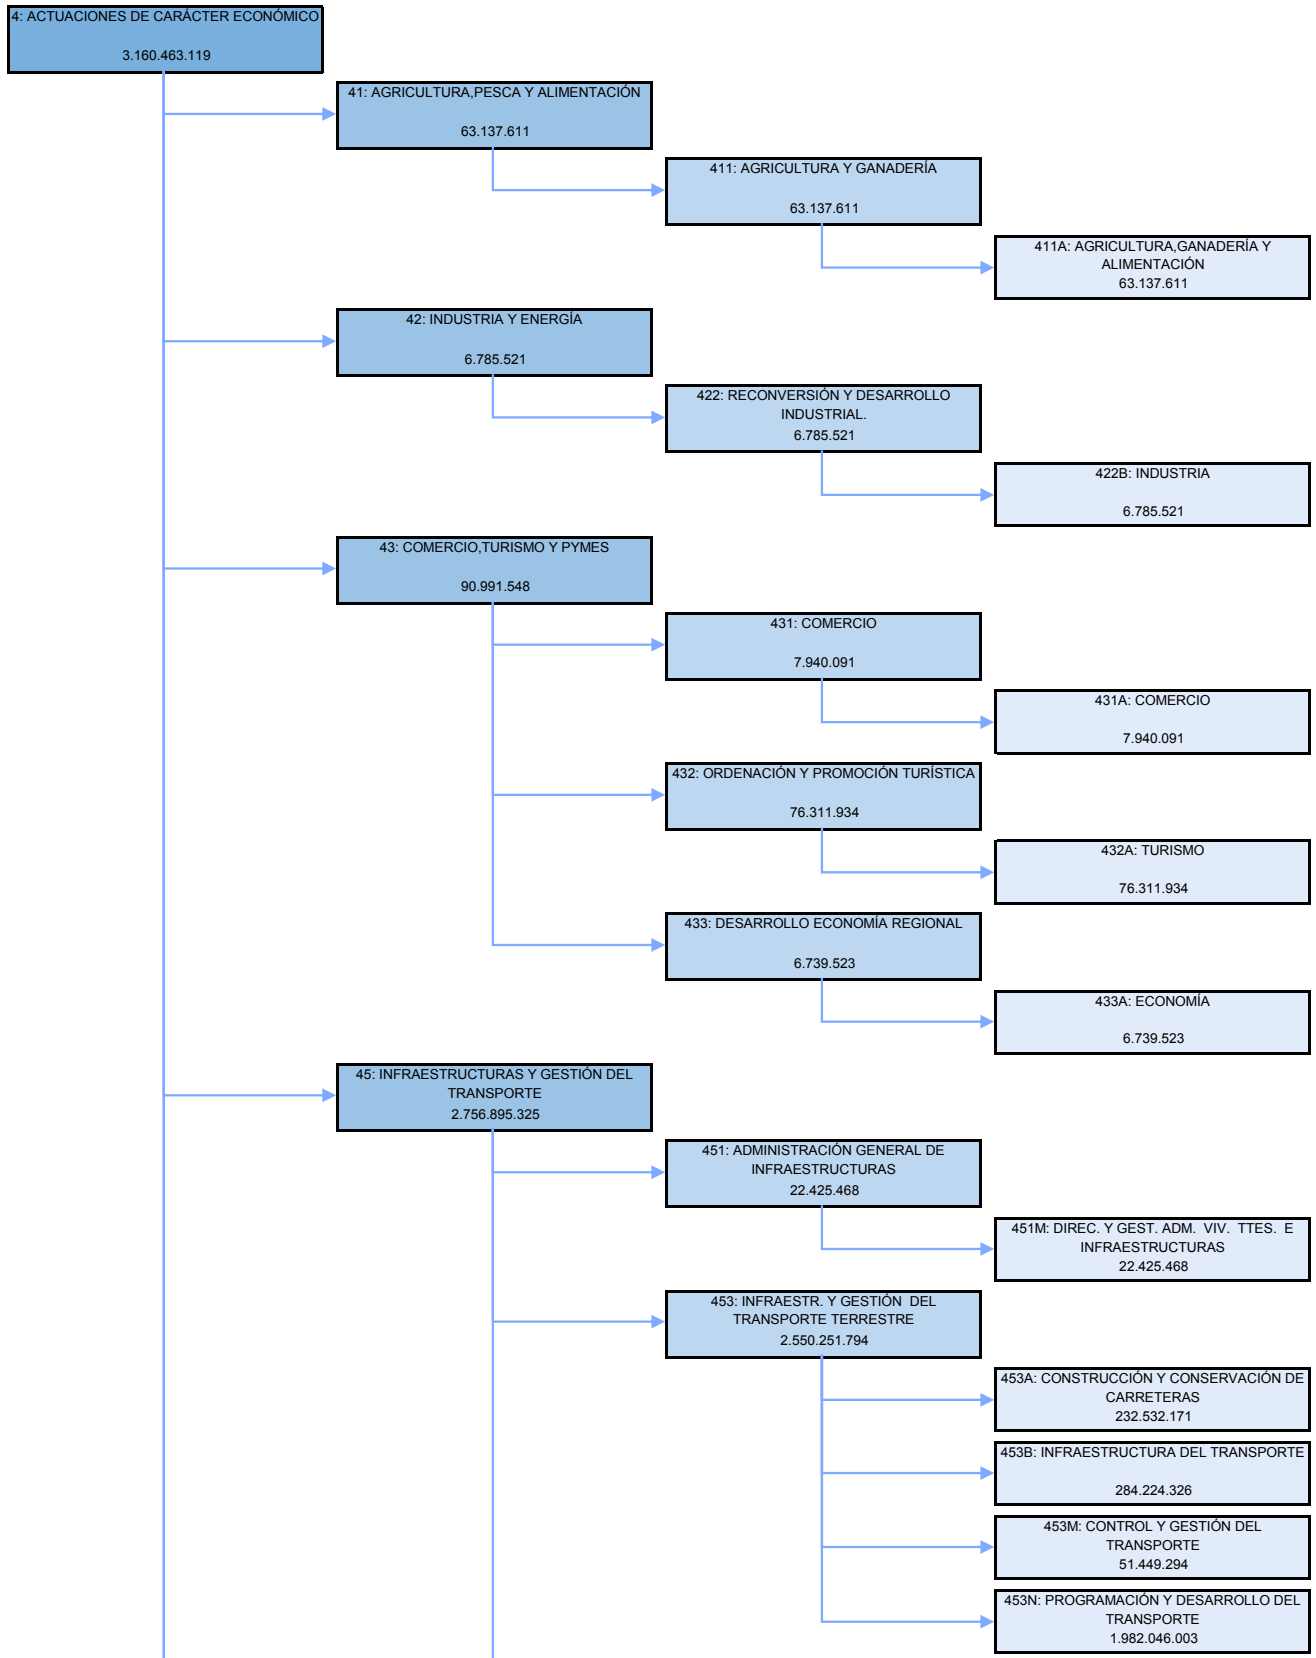 4: ACTUACIONES DE CARÁCTER ECONÓMICO
3.160.463.119
41: AGRICULTURA,PESCA Y ALIMENTACIÓN
63.137.611
411: AGRICULTURA Y GANADERÍA
63.137.611
411A: AGRICULTURA,GANADERÍA Y
ALIMENTACIÓN
63.137.611
42: INDUSTRIA Y ENERGÍA
6.785.521
422: RECONVERSIÓN Y DESARROLLO
INDUSTRIAL.
6.785.521
422B: INDUSTRIA
6.785.521
43: COMERCIO,TURISMO Y PYMES
90.991.548
431: COMERCIO
7.940.091
431A: COMERCIO
7.940.091
432: ORDENACIÓN Y PROMOCIÓN TURÍSTICA
76.311.934
432A: TURISMO
76.311.934
433: DESARROLLO ECONOMÍA REGIONAL
6.739.523
433A: ECONOMÍA
6.739.523
45: INFRAESTRUCTURAS Y GESTIÓN DEL
TRANSPORTE
2.756.895.325
451: ADMINISTRACIÓN GENERAL DE
INFRAESTRUCTURAS
22.425.468
451M: DIREC. Y GEST. ADM. VIV. TTES. E
INFRAESTRUCTURAS
22.425.468
453: INFRAESTR. Y GESTIÓN DEL
TRANSPORTE TERRESTRE
2.550.251.794
453A: CONSTRUCCIÓN Y CONSERVACIÓN DE
CARRETERAS
232.532.171
453B: INFRAESTRUCTURA DEL TRANSPORTE
284.224.326
453M: CONTROL Y GESTIÓN DEL
TRANSPORTE
51.449.294
453N: PROGRAMACIÓN Y DESARROLLO DEL
TRANSPORTE
1.982.046.003